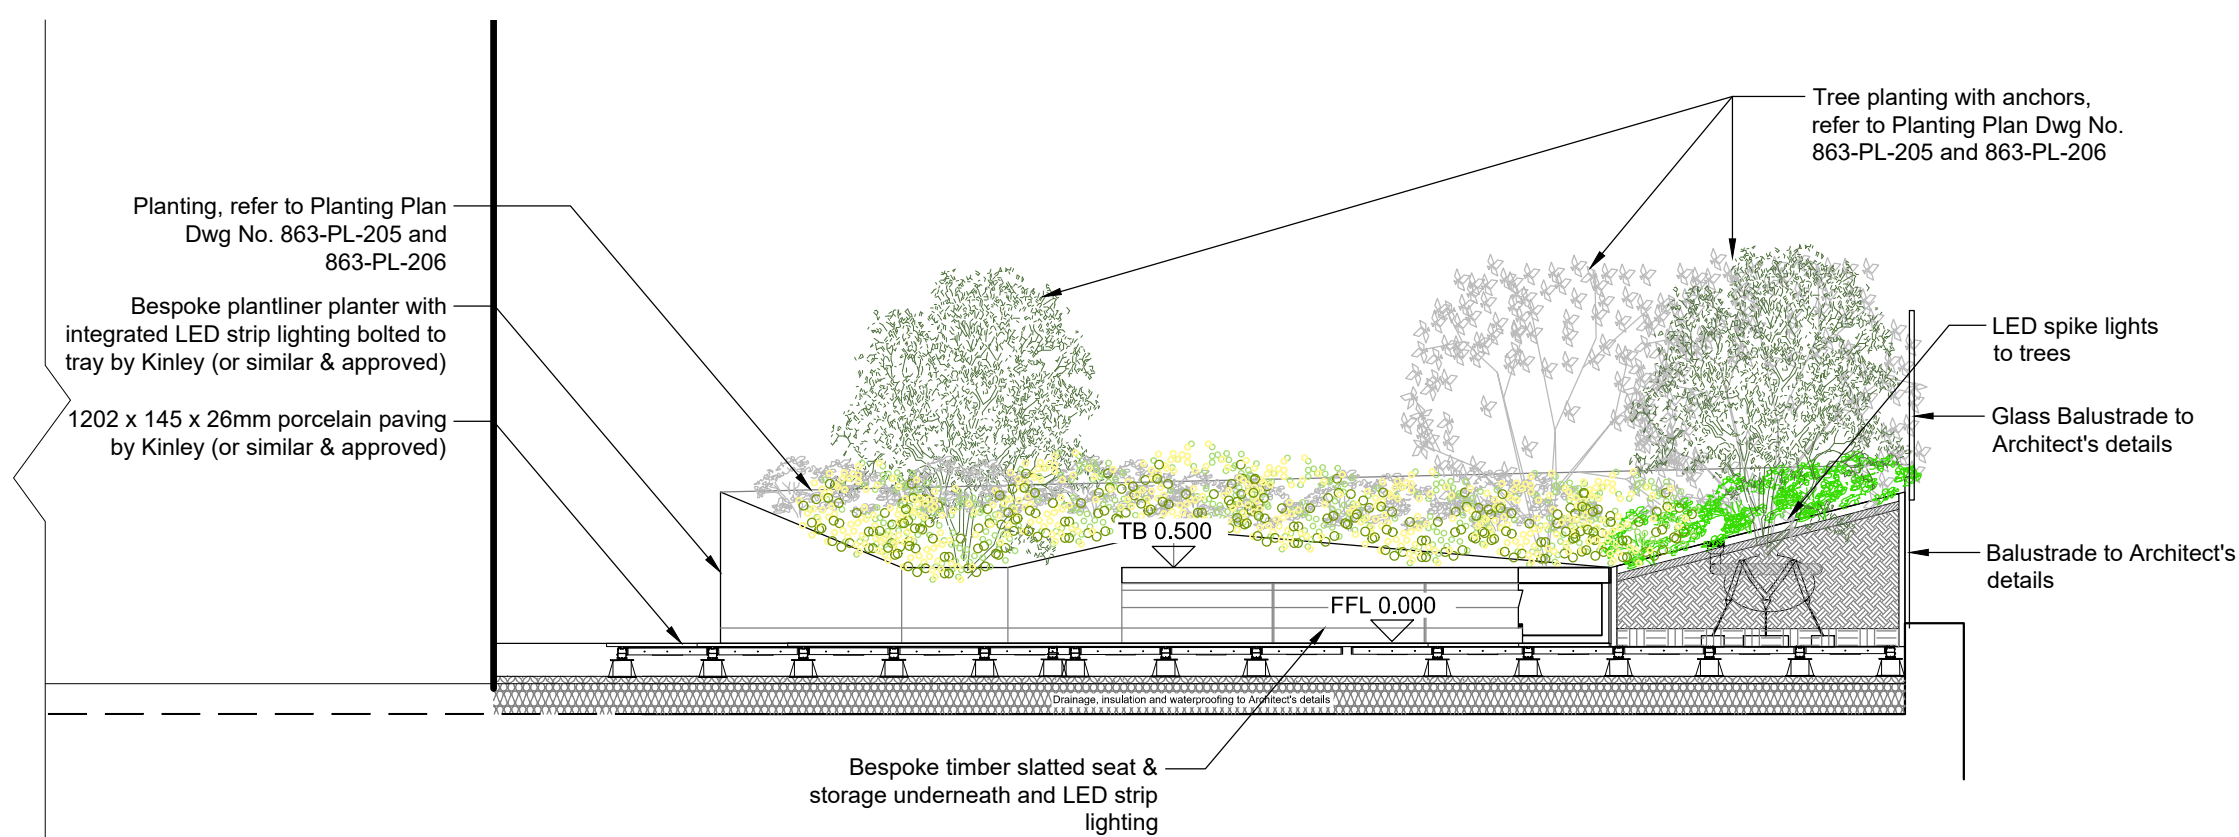 Tree planting with anchors,
refer to Planting Plan Dwg No.
863-PL-205 and 863-PL-206
Planting, refer to Planting Plan
Dwg No. 863-PL-205 and
863-PL-206
Bespoke plantliner planter with
integrated LED strip lighting bolted to
tray by Kinley (or similar & approved)
1202 x 145 x 26mm porcelain paving
by Kinley (or similar & approved)
LED spike lights
to trees
Glass Balustrade to
Architect's details
TB 0.500
Balustrade to Architect's
details
FFL 0.000
Drainage, insulation and waterproofing to Architect's details
Bespoke timber slatted seat &
storage underneath and LED strip
lighting